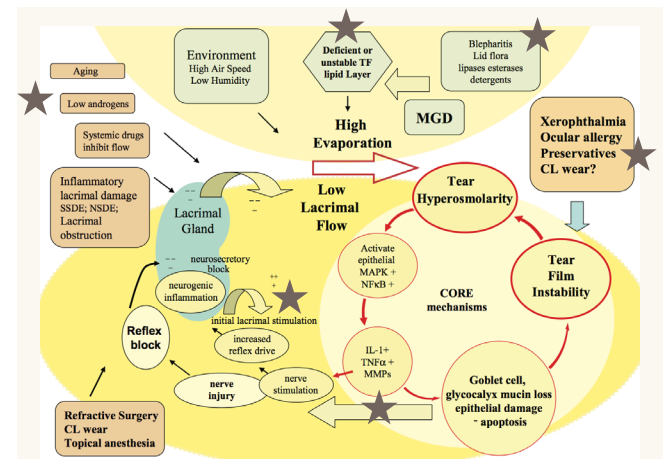 Aging
Low androgens
Systemic drugs
inhibit flow
Inflammatory
lacrimal damage
SSDE; NSDE;
Lacrimal
obstruction
Environment
High Air Speed
Low Humidity
Deficient or
unstable TF
lipid Layer
Blepharitis
Lid flora
lipases esterases
detergents
MGD
High
Evaporation
Xerophthalmia
Ocular allergy
Preservatives
CL wear?
Low
Lacrimal
Flow
Tear
Hyperosmolarity
-- --
-
-- --
-
Lacrimal
Gland
-- --
-
neurosecretory
block
neurogenic
inflammation
++
+
initial lacrimal stimulation
increased
reflex drive
Reflex
block
nerve
injury
nerve
stimulation
Activate
epithelial
MAPK +
NFκB +
CORE
mechanisms
Tear
Film
Instability
IL-1+
TNFα +
MMPs
Goblet cell,
glycocalyx mucin loss
epithelial damage
- apoptosis
Refractive Surgery
CL wear
Topical anesthesia